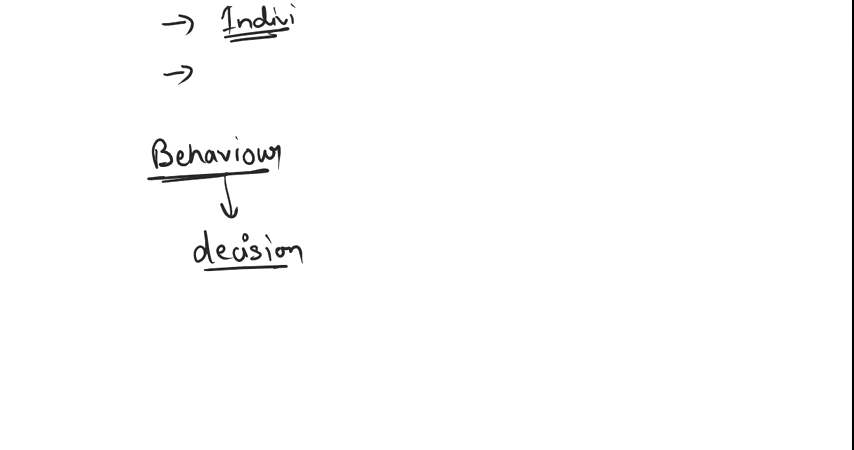 → Indivi
→
Behaviour
↓
decision